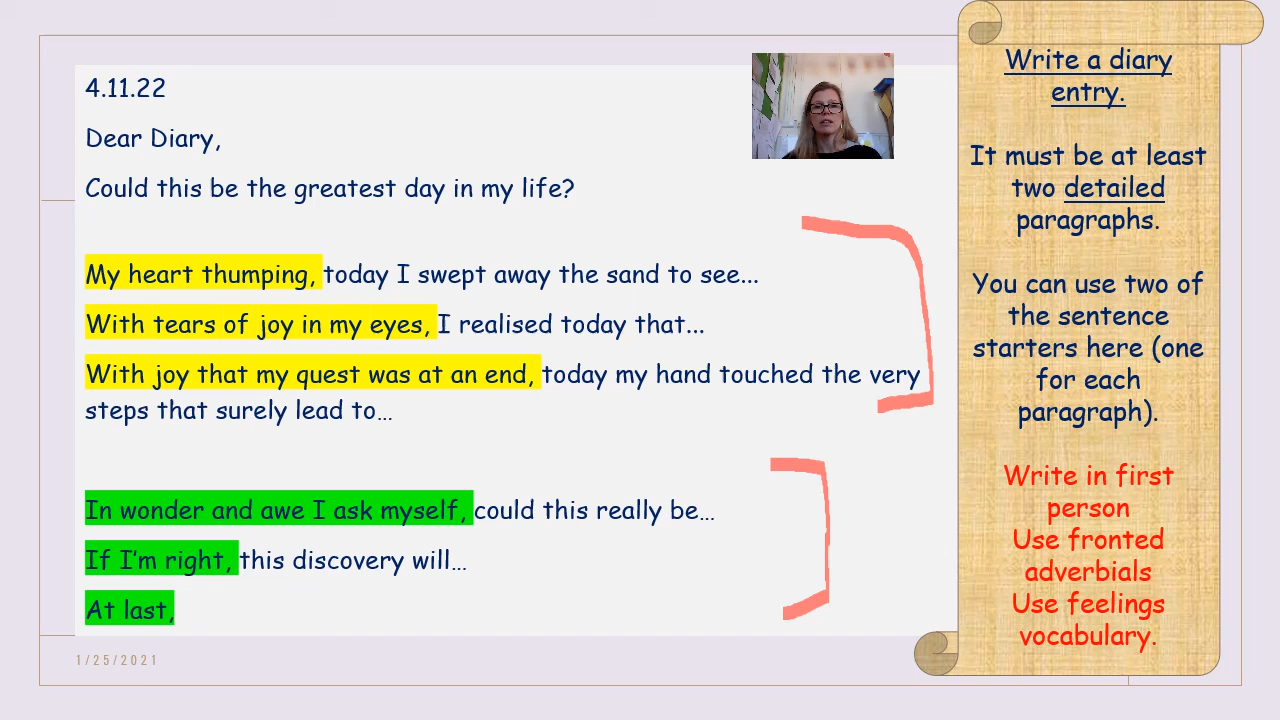 4.11.22
Dear Diary,
Could this be the greatest day in my life?
My heart thumping, today I swept away the sand to see...
With tears of joy in my eyes, I realised today that...
With joy that my quest was at an end, today my hand touched the very
steps that surely lead to...
In wonder and awe I ask myself, could this really be...
If I'm right, this discovery will...
At last,
1/25/2021
Write a diary
entry.
It must be at least
two detailed
paragraphs.
You can use two of
the sentence
starters here (one
for each
paragraph).
Write in first
person
Use fronted
adverbials
Use feelings
vocabulary.